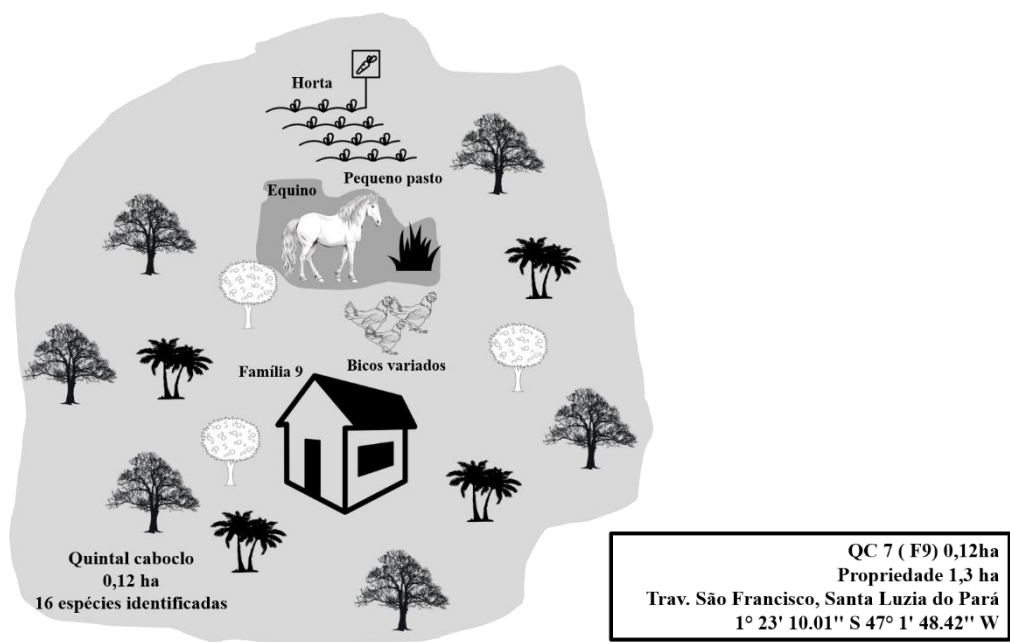 Horta
Pequeno pasto
Equino
Bicos variados
Família 9
Quintal caboclo
0,12 ha
16 espécies identificadas
QC 7 ( F9) 0,12ha
Propriedade 1,3 ha
Trav. São Francisco, Santa Luzia do Pará
1° 23' 10.01'' S 47° 1' 48.42'' W